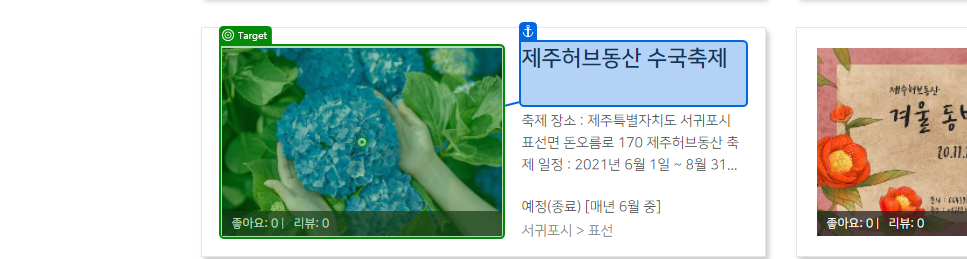 Target
제주허브동산 수국축제
축제 장소 : 제주특별자치도 서귀포시
표선면 돈오름로 170 제주허브동산 축
제 일정 : 2021년 6월 1일 ~ 8월 31...
예정(종료) [매년 6월 중]
서귀포시 > 표선
좋아요: 0 | 리뷰: 0
제주허브동산
겨울 동
20.11.
좋아요: 0 | 리뷰: 0